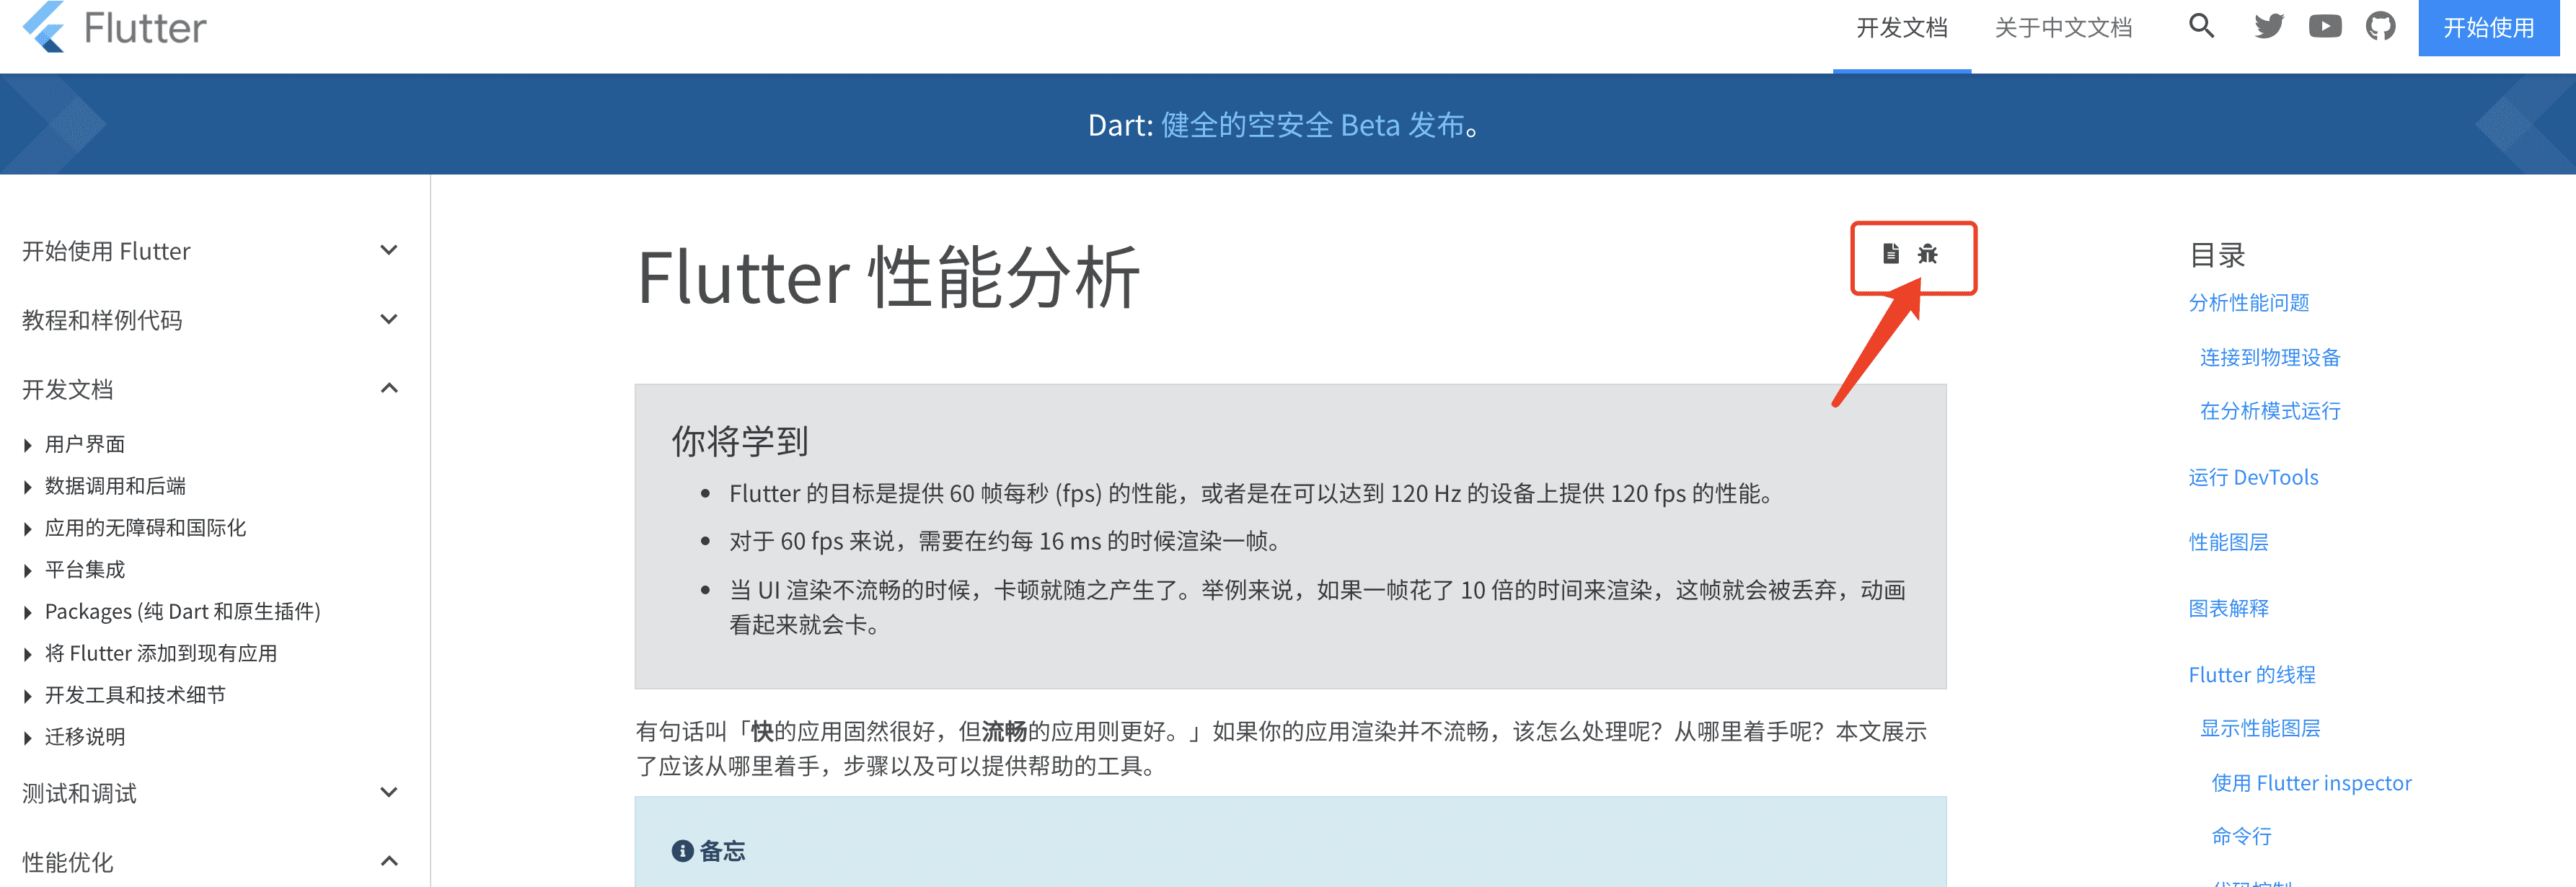 Flutter
开发文档
关于中文文档
开始使用
Dart: 健全的空安全 Beta 发布。
开始使用 Flutter
教程和样例代码
开发文档
用户界面
数据调用和后端
应用的无障碍和国际化
平台集成
Packages (纯 Dart 和原生插件)
将 Flutter 添加到现有应用
开发工具和技术细节
迁移说明
测试和调试
性能优化
Flutter 性能分析
你将学到
Flutter 的目标是提供 60 帧每秒 (fps) 的性能，或者是在可以达到 120 Hz 的设备上提供 120 fps 的性能。
对于 60 fps 来说，需要在约每 16 ms 的时候渲染一帧。
当 UI 渲染不流畅的时候，卡顿就随之产生了。举例来说，如果一帧花了 10 倍的时间来渲染，这帧就会被丢弃，动画
看起来就会卡。
有句话叫「快的应用固然很好，但流畅的应用则更好。」如果你的应用渲染并不流畅，该怎么处理呢？从哪里着手呢？本文展示
了应该从哪里着手，步骤以及可以提供帮助的工具。
备忘
目录
分析性能问题
连接到物理设备
在分析模式运行
运行 DevTools
性能图层
图表解释
Flutter 的线程
显示性能图层
使用 Flutter inspector
命令行